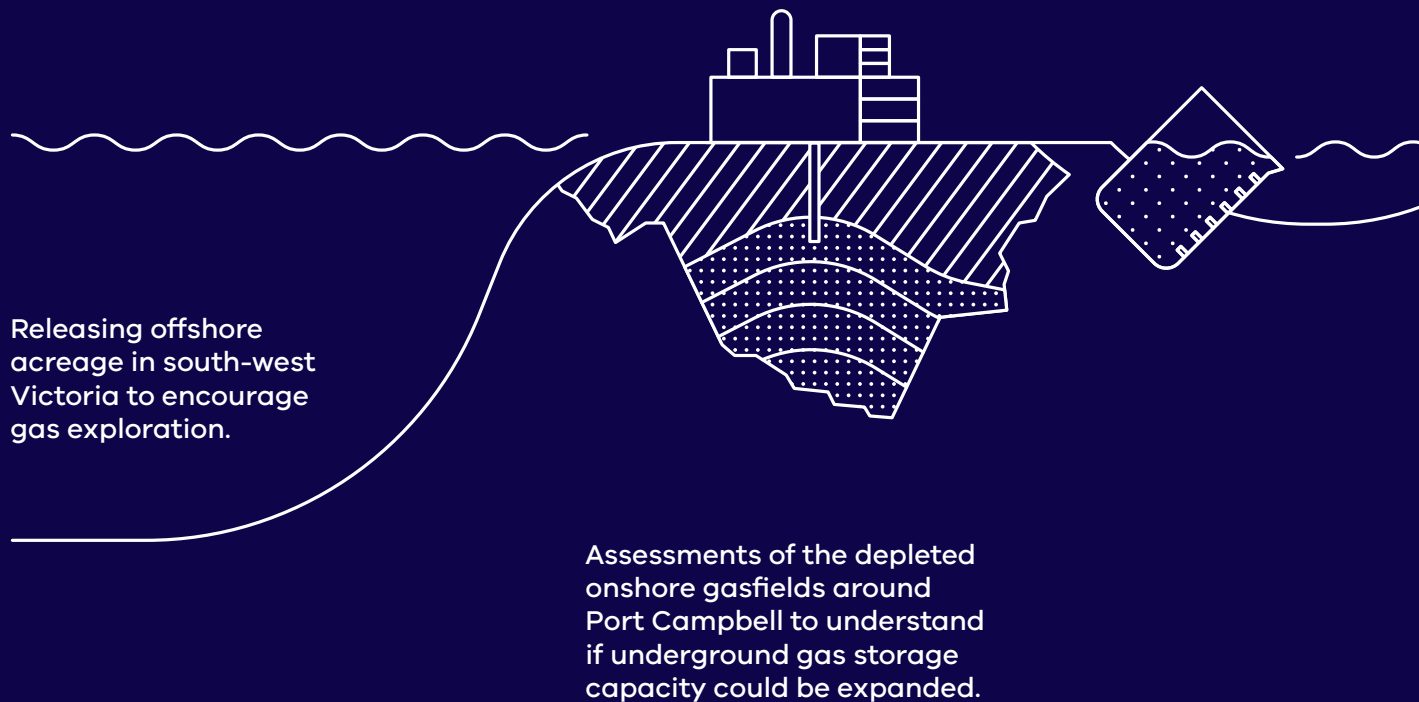 Releasing offshore
acreage in south-west
Victoria to encourage
gas exploration.
Assessments of the depleted
onshore gasfields around
Port Campbell to understand
if underground gas storage
capacity could be expanded.